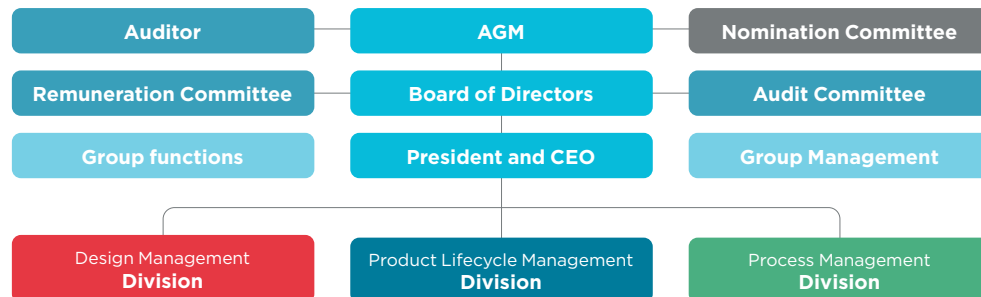 Auditor
AGM
Nomination Committee
Remuneration Committee
Board of Directors
Audit Committee
Group functions
President and CEO
Group Management
Design Management
Division
Product Lifecycle Management
Division
Process Management
Division